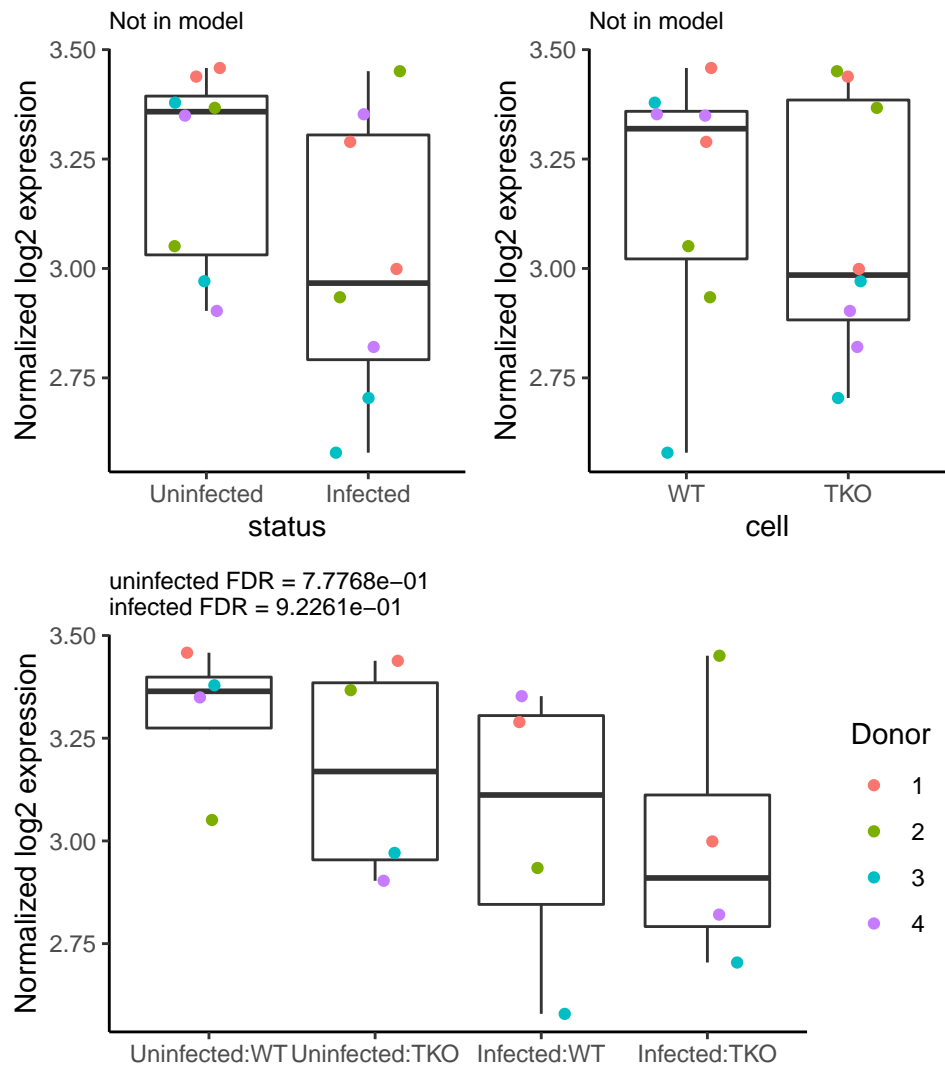 Not in model
Normalized log2 expression
3.50
3.25
3.00
2.75
Uninfected Infected
status
Not in model
Normalized log2 expression
3.50
3.25
3.00
2.75
WT TKO
cell
uninfected FDR = 7.7768e−01
infected FDR = 9.2261e−01
Normalized log2 expression
3.50
3.25
3.00
2.75
Uninfected:WT Uninfected:TKO Infected:WT Infected:TKO
Donor
1
2
3
4